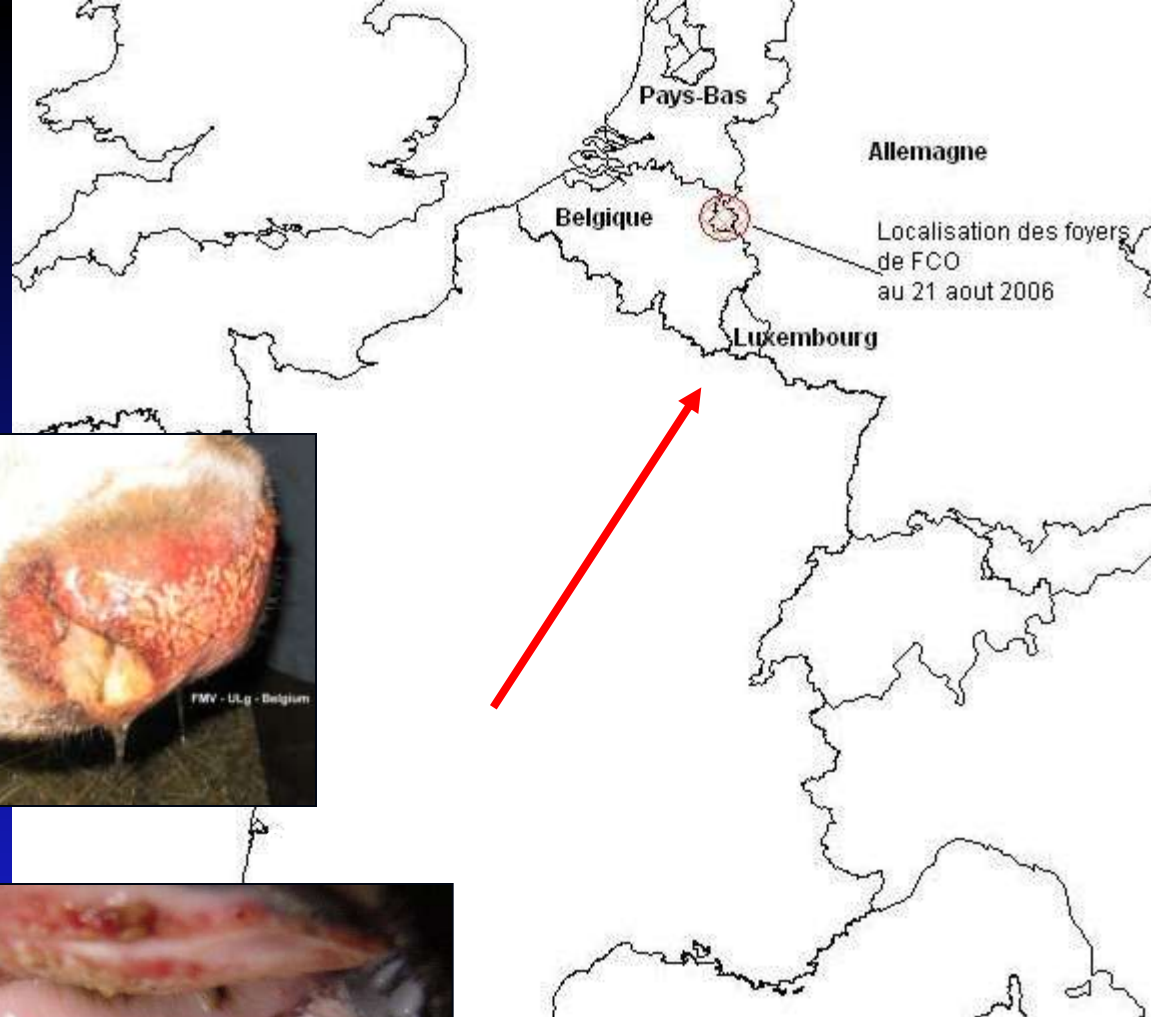 Pays-Bas
Allemagne
Belgique
Localisation des foyers
de FCO
au 21 aout 2006
Luxembourg
FMV - ULg - Belgium